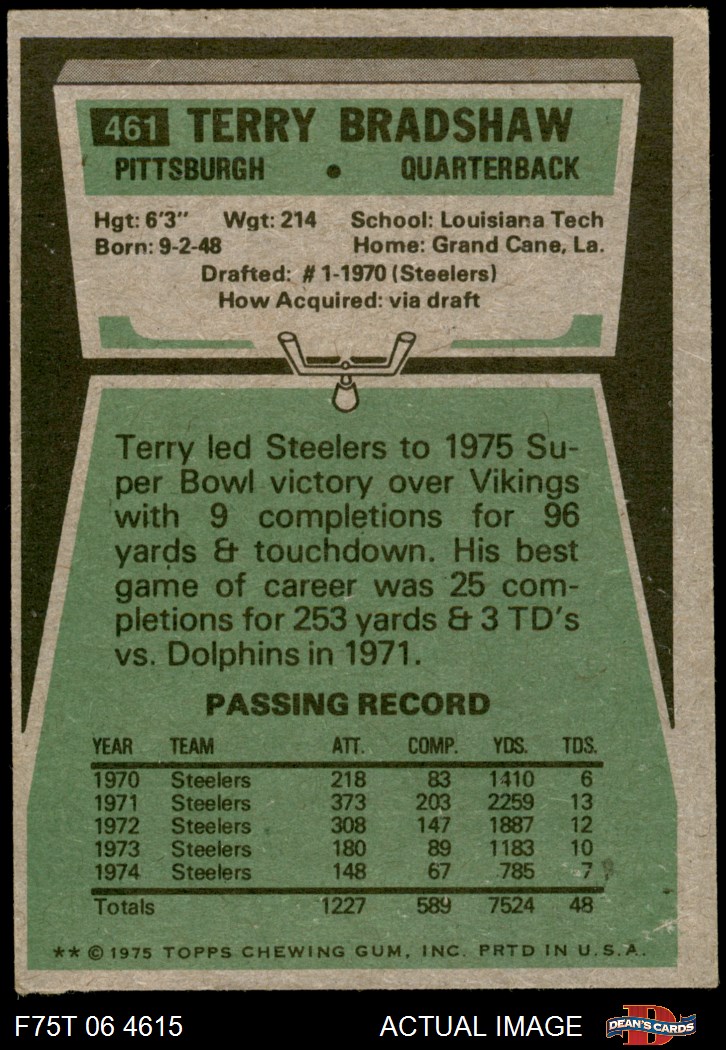 461 TERRY BRADSHAW
PITTSBURGH • QUARTERBACK
Hgt: 6'3" Wgt: 214 School: Louisiana Tech
Born: 9-2-48 Home: Grand Cane, La.
Drafted: #1-1970 (Steelers)
How Acquired: via draft
Terry led Steelers to 1975 Su-
per Bowl victory over Vikings
with 9 completions for 96
yards & touchdown. His best
game of career was 25 com-
pletions for 253 yards & 3 TD's
vs. Dolphins in 1971.
PASSING RECORD
YEAR TEAM ATT. COMP. YDS. TDS.
1970 Steelers 218 83 1410 6
1971 Steelers 373 203 2259 13
1972 Steelers 308 147 1887 12
1973 Steelers 180 89 1183 10
1974 Steelers 148 67 785 7
Totals 1227 589 7524 48
** © 1975 TOPPS CHEWING GUM, INC. PRTD IN U.S.A.
F75T 06 4615 ACTUAL IMAGE D DEAN'S CARDS